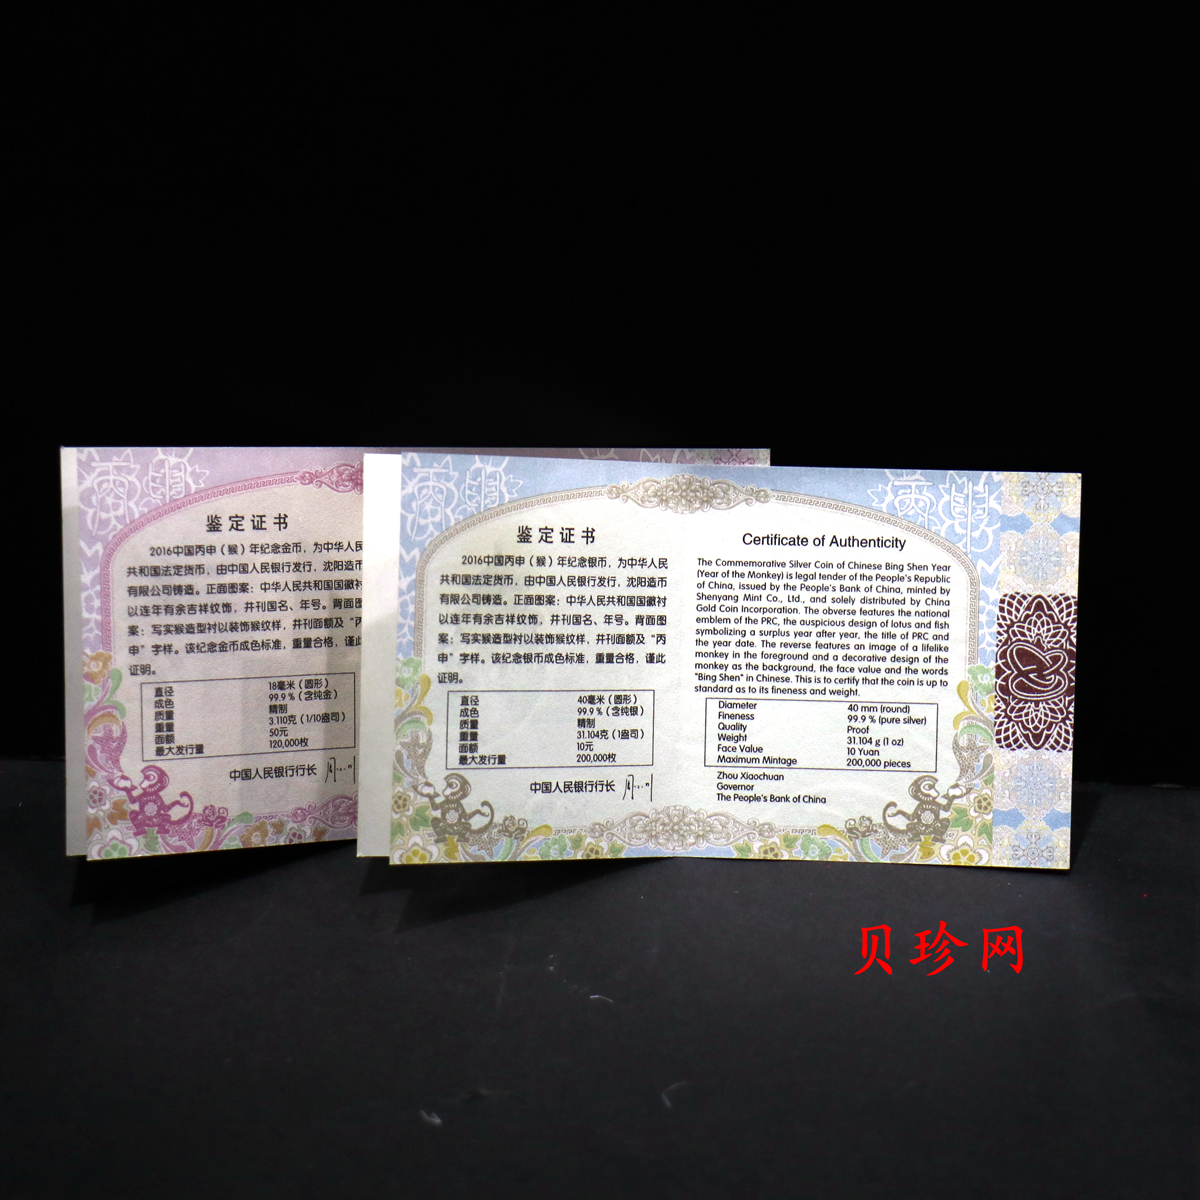 鉴定证书
2016中国丙申（猴）年纪念金币，为中华人民
共和国法定货币、由中国人民银行发行，沈阳造币
有限公司铸造。正面图案：中华人民共和国国徽衬
以连年有余吉祥纹饰，并刊国名、年号。背面图
案：写实猴造型衬以装饰猴纹样，并刊面额及“丙
申”字样。该纪念金币成色标准，重量合格，谨此
证明。
直径 18毫米（圆形）
成色 99.9％（含纯金）
质量 精制
重量 3.110克（1/10盎司）
面额 50元
最大发行量 120,000枚
中国人民银行行长
鉴定证书
2016中国丙申（猴）年纪念银币，为中华人民
共和国法定货币、由中国人民银行发行，沈阳造币
有限公司铸造。正面图案：中华人民共和国国徽衬
以连年有余吉祥纹饰，并刊国名、年号。背面图
案：写实猴造型衬以装饰猴纹样，并刊面额及“丙
申”字样。该纪念银币成色标准，重量合格，谨此
证明。
直径 40毫米（圆形）
成色 99.9％（含纯银）
质量 精制
重量 31.104克（1盎司）
面额 10元
最大发行量 200,000枚
中国人民银行行长
Certificate of Authenticity
The Commemorative Silver Coin of Chinese Bing Shen Year
(Year of the Monkey) is legal tender of the People's Republic
of China, issued by the People's Bank of China, minted by
Shenyang Mint Co., Ltd., and solely distributed by China
Gold Coin Incorporation. The obverse features the national
emblem of the PRC, the auspicious design of lotus and fish
symbolizing a surplus year after year, the title of PRC and
the year date. The reverse features an image of a lifelike
monkey in the foreground and a decorative design of the
monkey as the background, the face value and the words
"Bing Shen" in Chinese. This is to certify that the coin is up to
standard as to its fineness and weight.
Diameter 40 mm (round)
Fineness 99.9 % (pure silver)
Quality Proof
Weight 31.104 g (1 oz)
Face Value 10 Yuan
Maximum Mintage 200,000 pieces
Zhou Xiaochuan
Governor
The People's Bank of China
贝珍网